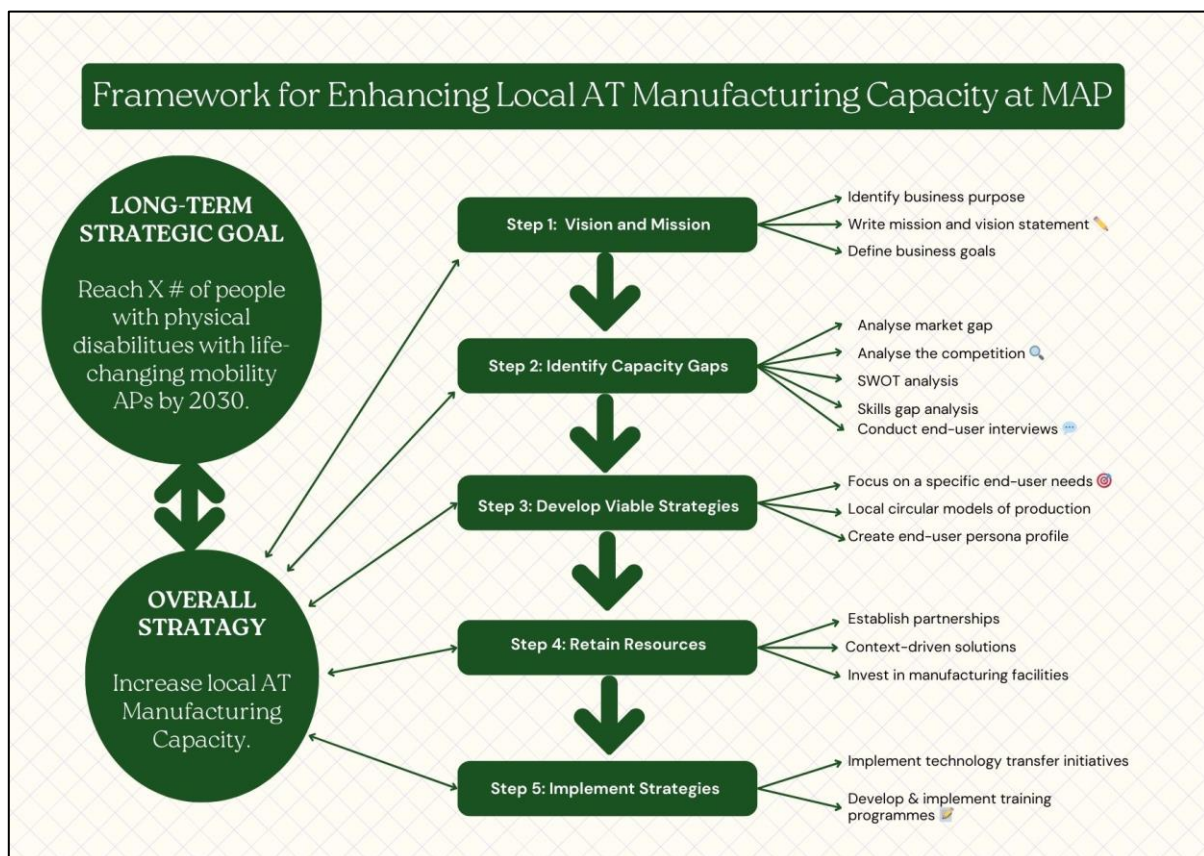 Framework for Enhancing Local AT Manufacturing Capacity at MAP
LONG-TERM
STRATEGIC GOAL
Reach X # of people
with physical
disabilitues with life-
changing mobility
APs by 2030.
OVERALL
STRATAGY
Increase local AT
Manufacturing
Capacity.
Step 1: Vision and Mission
Identify business purpose
Write mission and vision statement ✏️
Define business goals
Step 2: Identify Capacity Gaps
Analyse market gap
Analyse the competition 🔍
SWOT analysis
Skills gap analysis
Conduct end-user interviews 💬
Step 3: Develop Viable Strategies
Focus on a specific end-user needs 🎯
Local circular models of production
Create end-user persona profile
Step 4: Retain Resources
Establish partnerships
Context-driven solutions
Invest in manufacturing facilities
Step 5: Implement Strategies
Implement technology transfer initiatives
Develop & implement training
programmes 📝